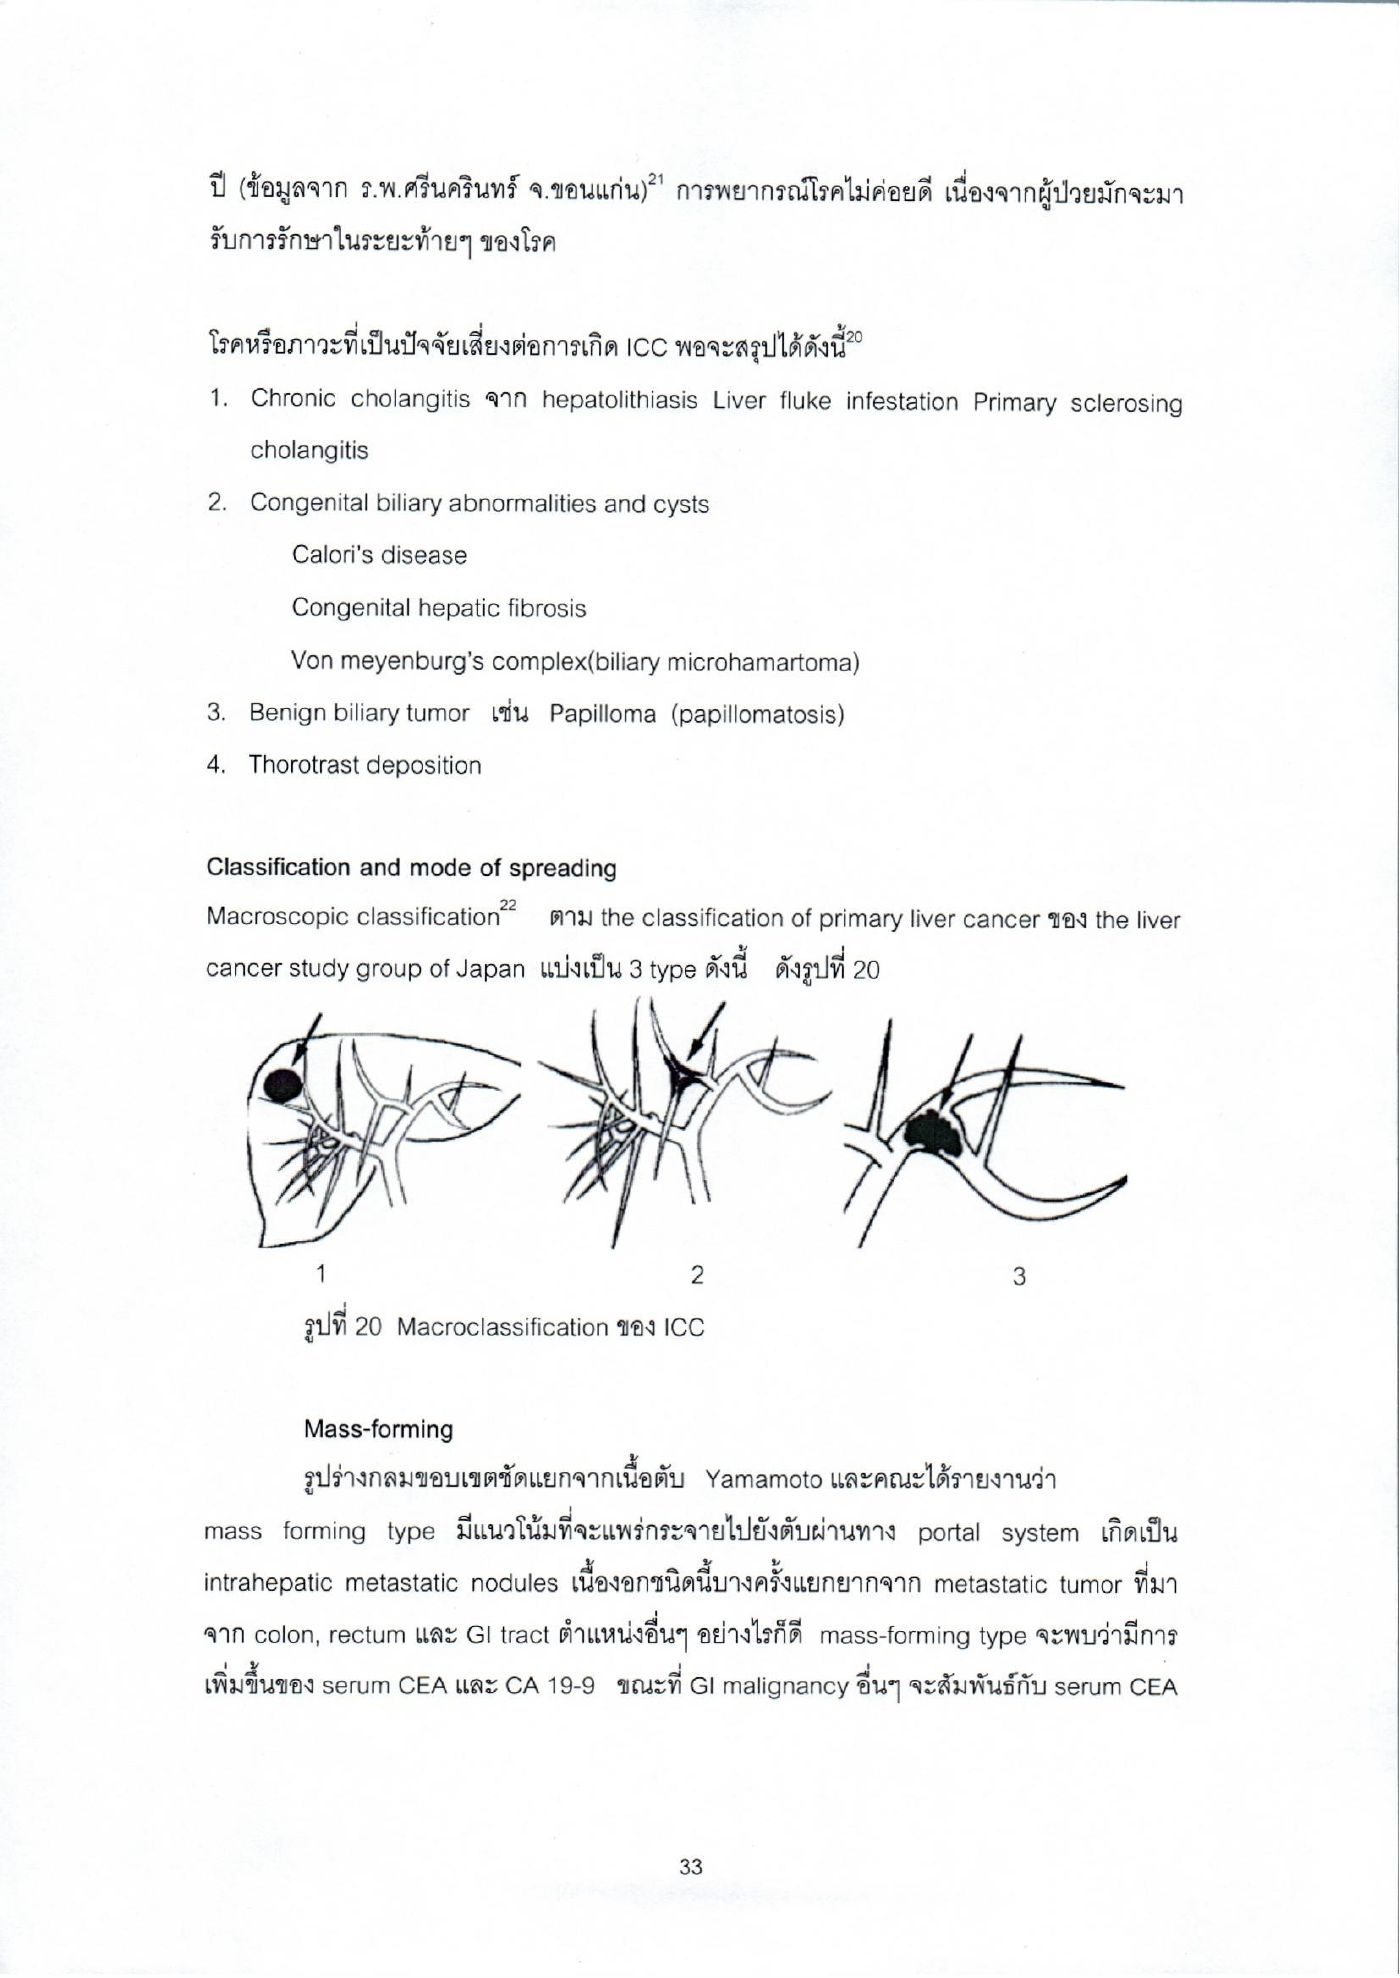 ปี (ข้อมูลจาก ร.พ.ศรีนครินทร์ จ.ขอนแก่น)21 การพยากรณ์โรคไม่ค่อยดี เนื่องจากผู้ป่วยมักจะมา
รับการรักษาในระยะท้ายๆ ของโรค
โรคหรือภาวะที่เป็นปัจจัยเสี่ยงต่อการเกิด ICC พอจะสรุปได้ดังนี้20
1. Chronic cholangitis จาก hepatolithiasis Liver fluke infestation Primary sclerosing
cholangitis
2. Congenital biliary abnormalities and cysts
Calori's disease
Congenital hepatic fibrosis
Von meyenburg's complex(biliary microhamartoma)
3. Benign biliary tumor เช่น Papilloma (papillomatosis)
4. Thorotrast deposition
Classification and mode of spreading
Macroscopic classification22 ตาม the classification of primary liver cancer ของ the liver
cancer study group of Japan แบ่งเป็น 3 type ดังนี้ ดังรูปที่ 20
1 2 3
รูปที่ 20 Macroclassification ของ ICC
Mass-forming
รูปร่างกลมขอบเขตชัดแยกจากเนื้อตับ Yamamoto และคณะได้รายงานว่า
mass forming type มีแนวโน้มที่จะแพร่กระจายไปยังตับผ่านทาง portal system เกิดเป็น
intrahepatic metastatic nodules เนื้องอกชนิดนี้บางครั้งแยกยากจาก metastatic tumor ที่มา
จาก colon, rectum และ GI tract ตำแหน่งอื่นๆ อย่างไรก็ดี mass-forming type จะพบว่ามีการ
เพิ่มขึ้นของ serum CEA และ CA 19-9 ขณะที่ GI malignancy อื่นๆ จะสัมพันธ์กับ serum CEA
33